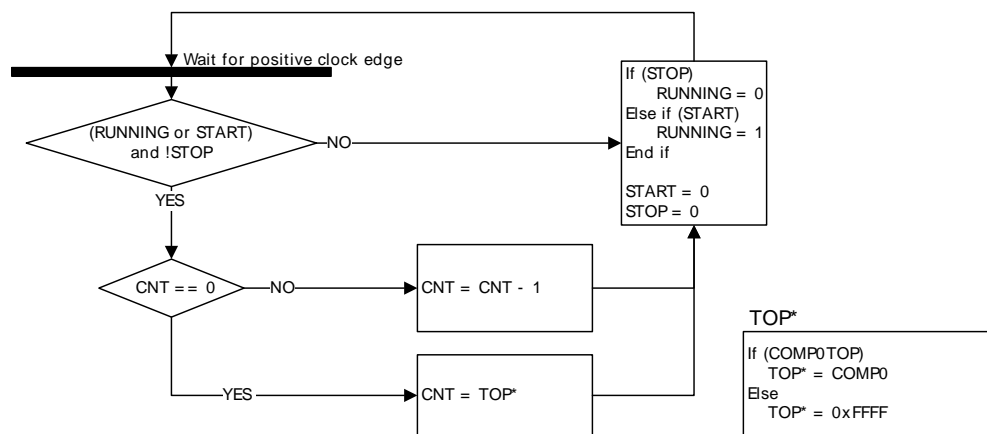 Wait for positive clock edge
(RUNNING or START)
and !STOP
NO
YES
If (STOP)
RUNNING = 0
Else if (START)
RUNNING = 1
End if
START = 0
STOP = 0
CNT == 0
NO
CNT = CNT - 1
YES
CNT = TOP*
TOP*
If (COMP0TOP)
TOP* = COMP0
Else
TOP* = 0xFFFF